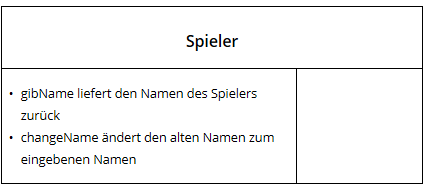 Spieler
• gibName liefert den Namen des Spielers
zurück
• changeName ändert den alten Namen zum
eingebenen Namen